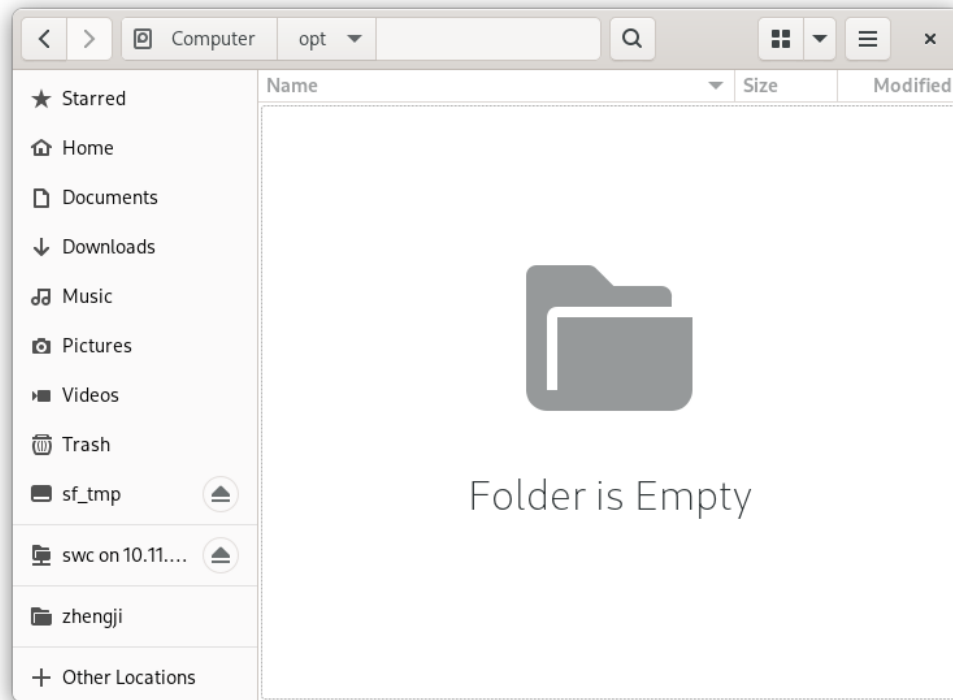 Computer opt
Name Size Modified
Starred
Home
Documents
Downloads
Music
Pictures
Videos
Trash
sf_tmp
swc on 10.11....
zhengji
Other Locations
Folder is Empty